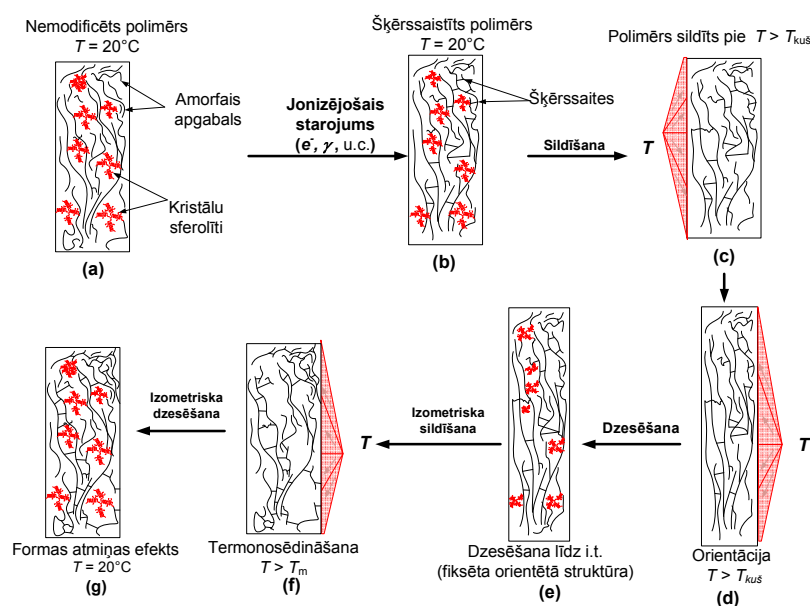 Nemodificēts polimērs
T = 20°C
Amorfais
apgabals
Kristālu
sferolīti
(a)
Jonizējošais
starojums
(e⁻, γ, u.c.)
Šķērssaistīts polimērs
T = 20°C
Šķērssaites
(b)
Sildīšana
Polimērs sildīts pie T > Tkuš
T
(c)
T
Orientācija
T > Tkuš
(d)
Dzesēšana
Dzesēšana līdz i.t.
(fiksēta orientētā struktūra)
(e)
Izometriska
sildīšana
T
Termonosēdināšana
T > Tm
(f)
Izometriska
dzesēšana
Formas atmiņas efekts
T = 20°C
(g)